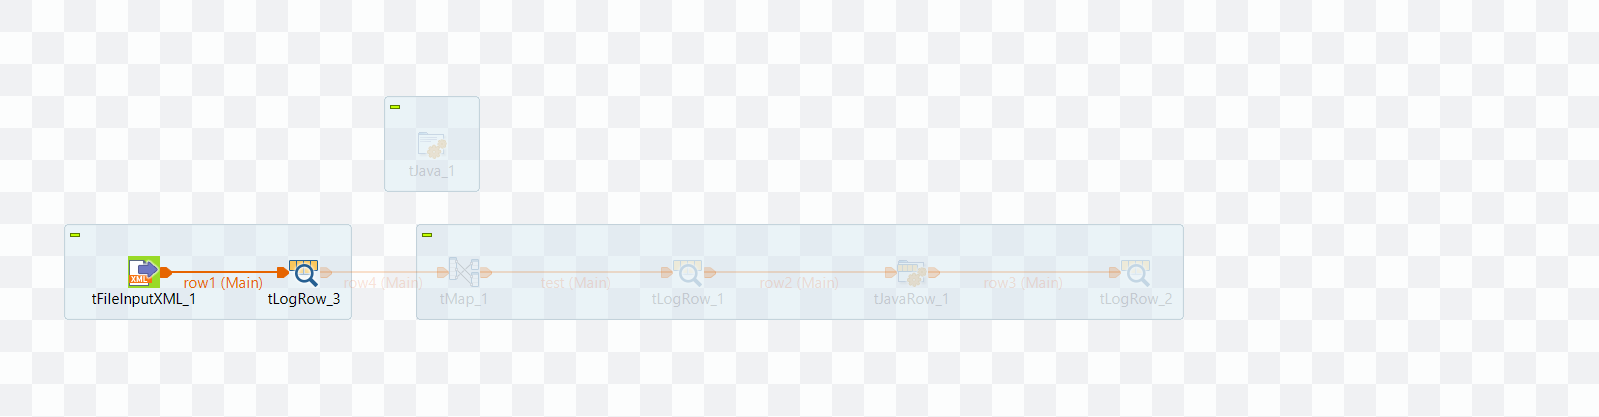 tJava_1
XML
row1 (Main)
row4 (Main)
test (Main)
row2 (Main)
row3 (Main)
tFileInputXML_1
tLogRow_3
tMap_1
tLogRow_1
tJavaRow_1
tLogRow_2